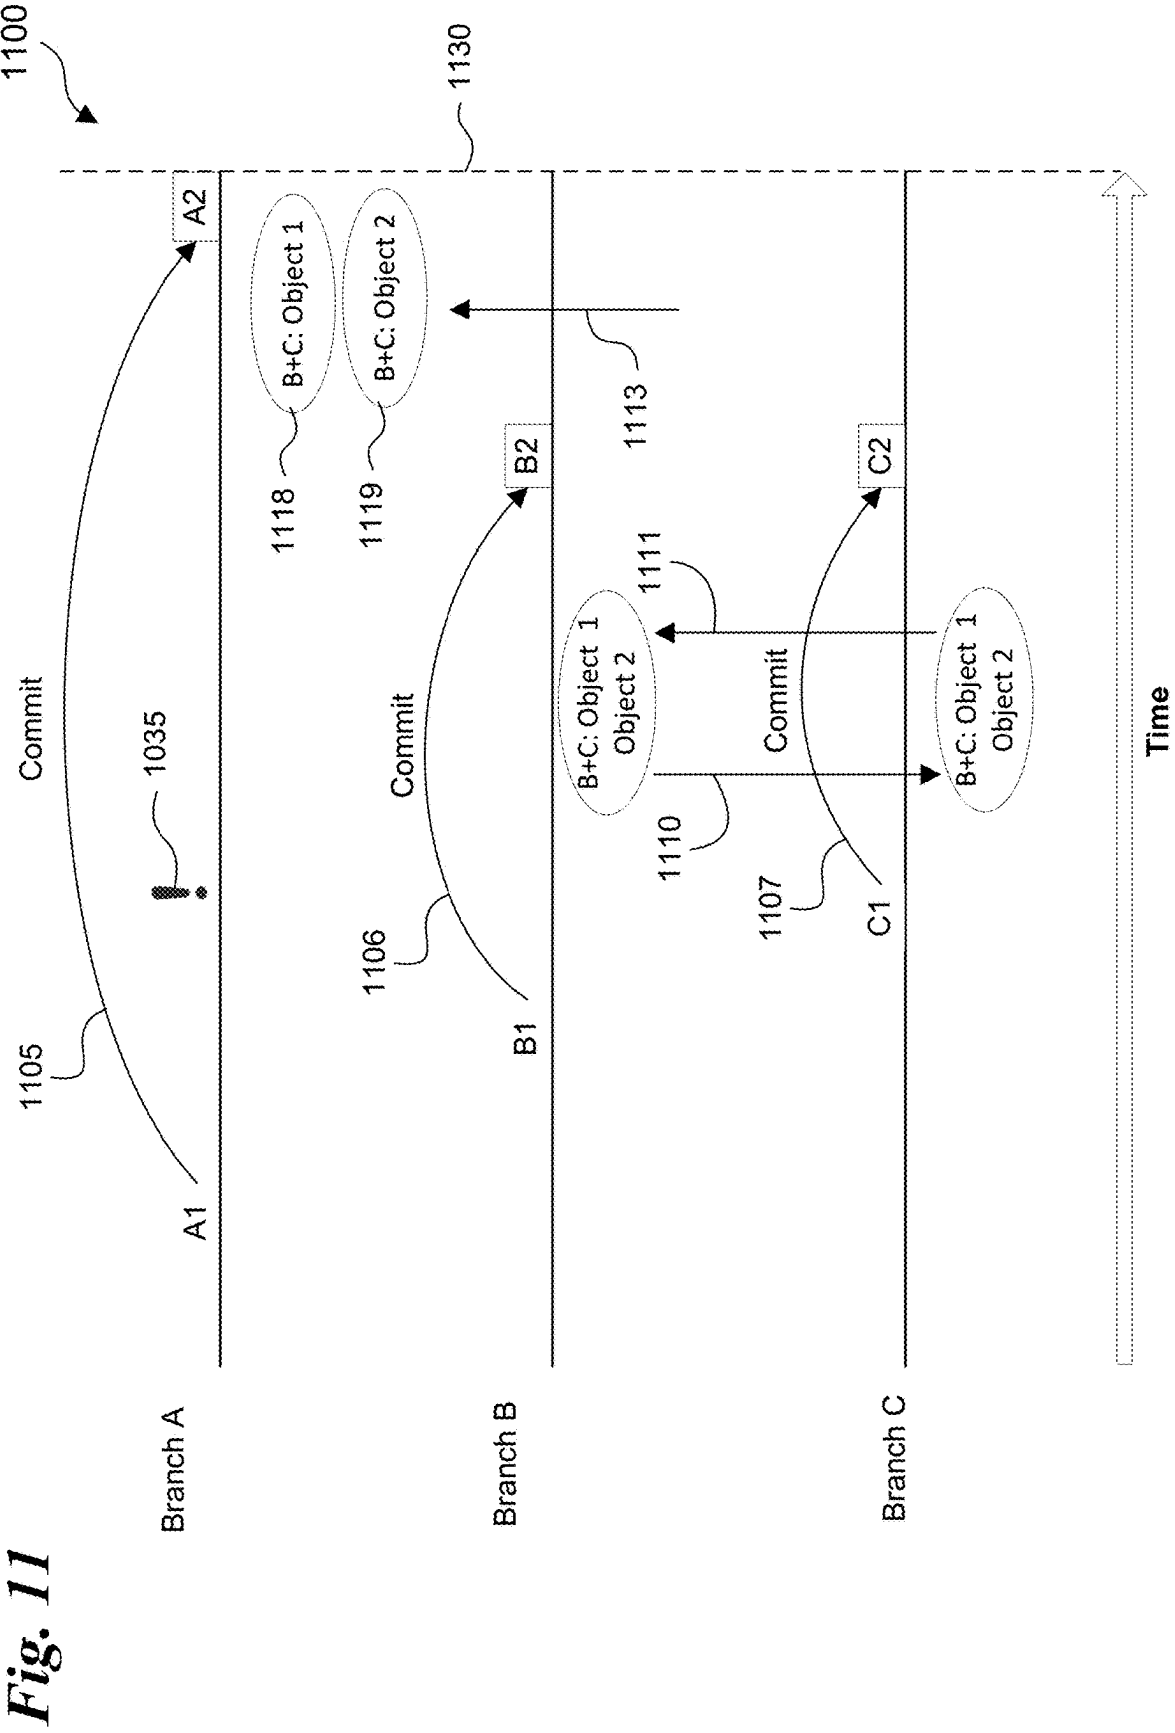 Fig. 11
1100
Commit
1105
1035
Branch A
A1
A2
1118
B+C: Object 1
1119
B+C: Object 2
1130
Commit
1106
Branch B
B1
B2
1113
B+C: Object 1
Object 2
1110
1111
Commit
1107
Branch C
C1
C2
B+C: Object 1
Object 2
Time